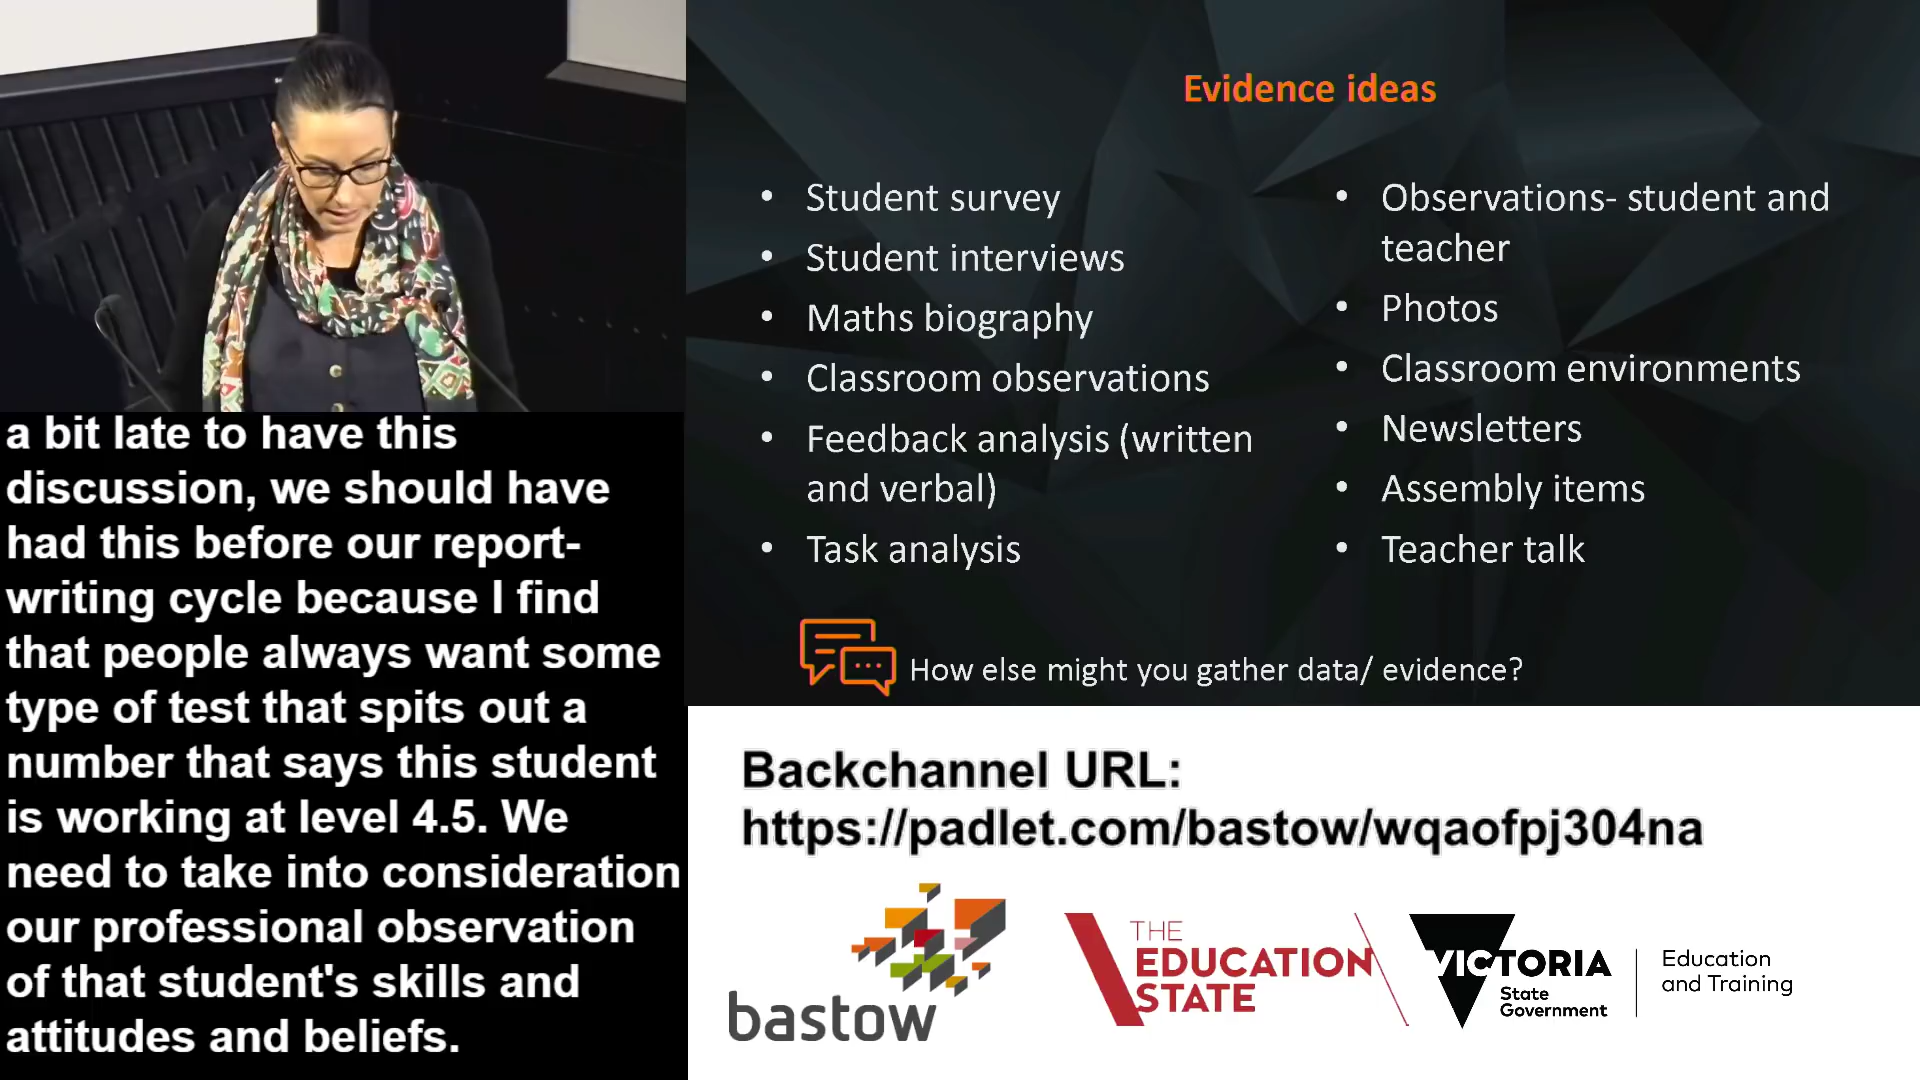 a bit late to have this
discussion, we should have
had this before our report-
writing cycle because I find
that people always want some
type of test that spits out a
number that says this student
is working at level 4.5. We
need to take into consideration
our professional observation
of that student's skills and
attitudes and beliefs.
Evidence ideas
• Student survey
• Student interviews
• Maths biography
• Classroom observations
• Feedback analysis (written
and verbal)
• Task analysis
• Observations- student and
teacher
• Photos
• Classroom environments
• Newsletters
• Assembly items
• Teacher talk
How else might you gather data/ evidence?
Backchannel URL:
https://padlet.com/bastow/wqaofpj304na
bastow
THE
EDUCATION
STATE
VICTORIA
State
Government
Education
and Training